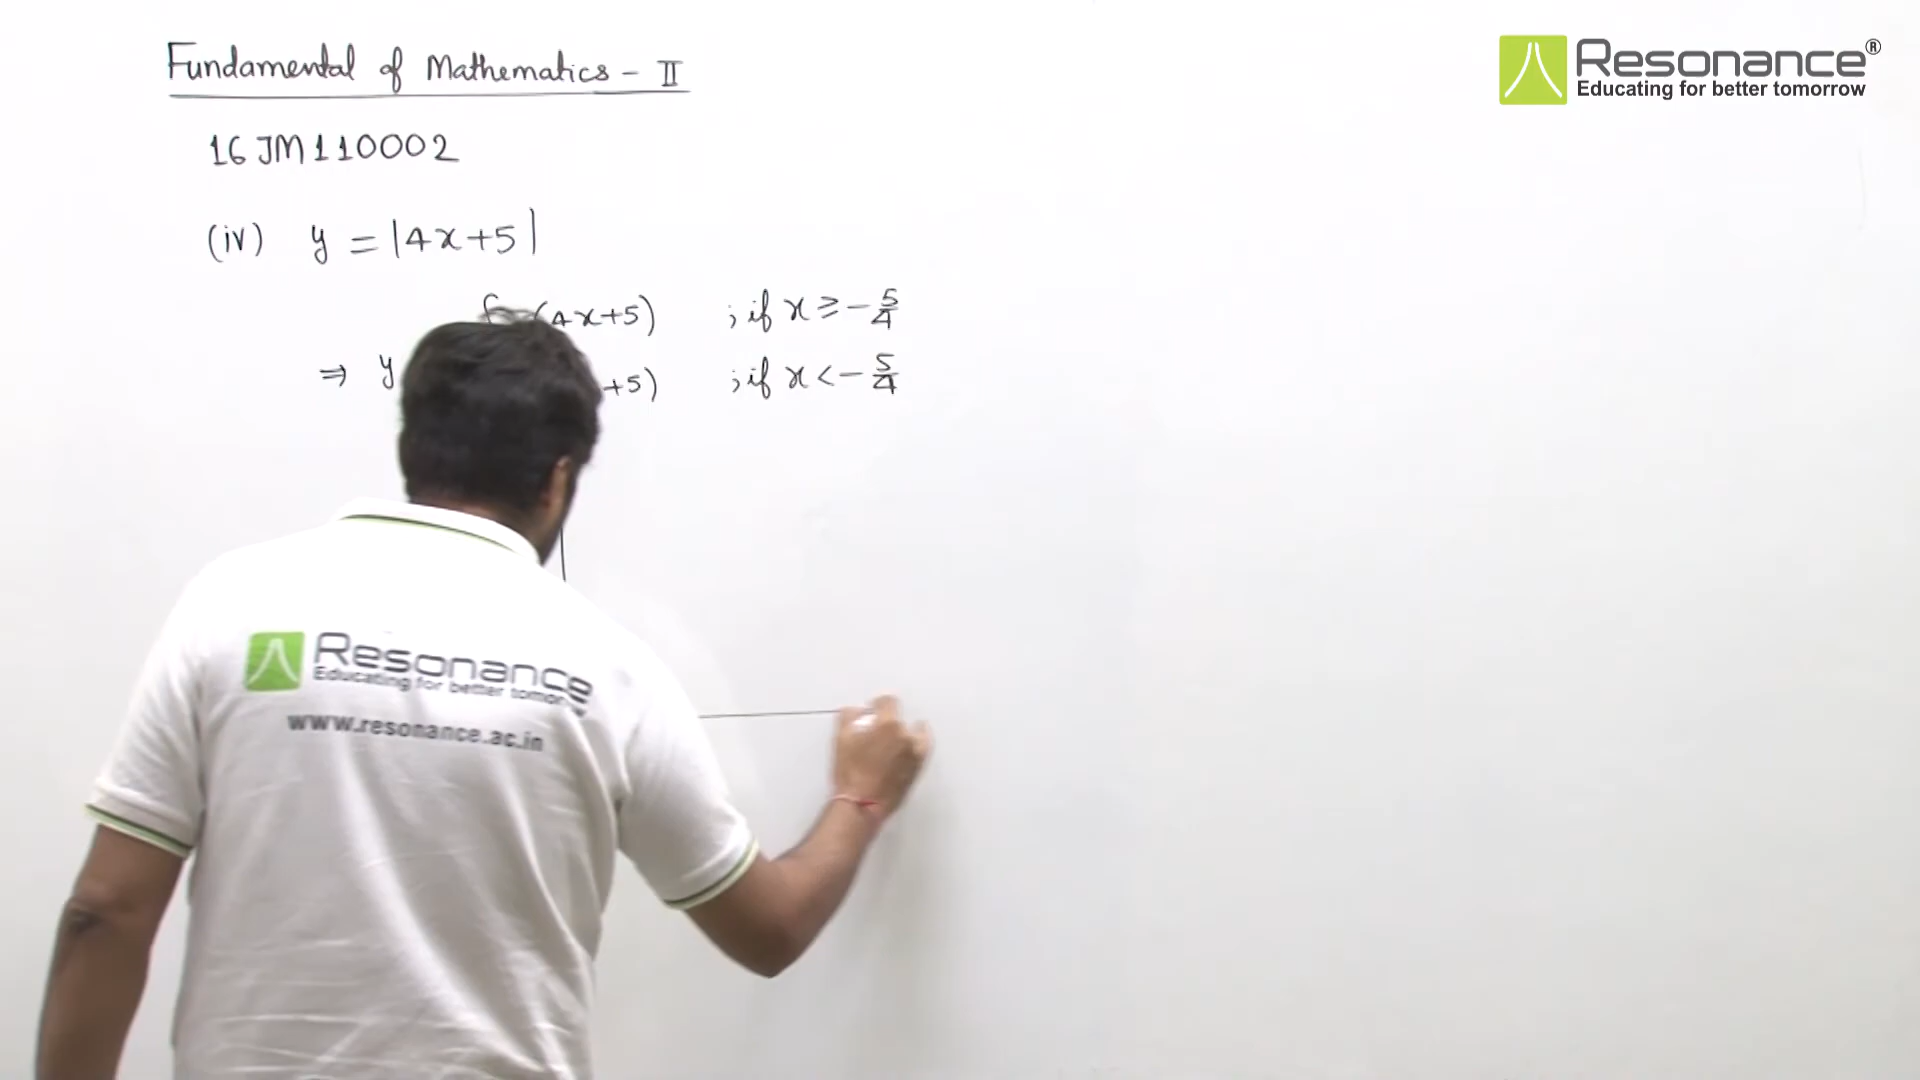 Fundamental of Mathematics - II
Resonance®
Educating for better tomorrow
16JM110002
(iv) y = |4x+5|
(4x+5) ; if x ≥ -5/4
⇒ y
+5) ; if x < -5/4
Resonance
Educating for better tomorrow
www.resonance.ac.in